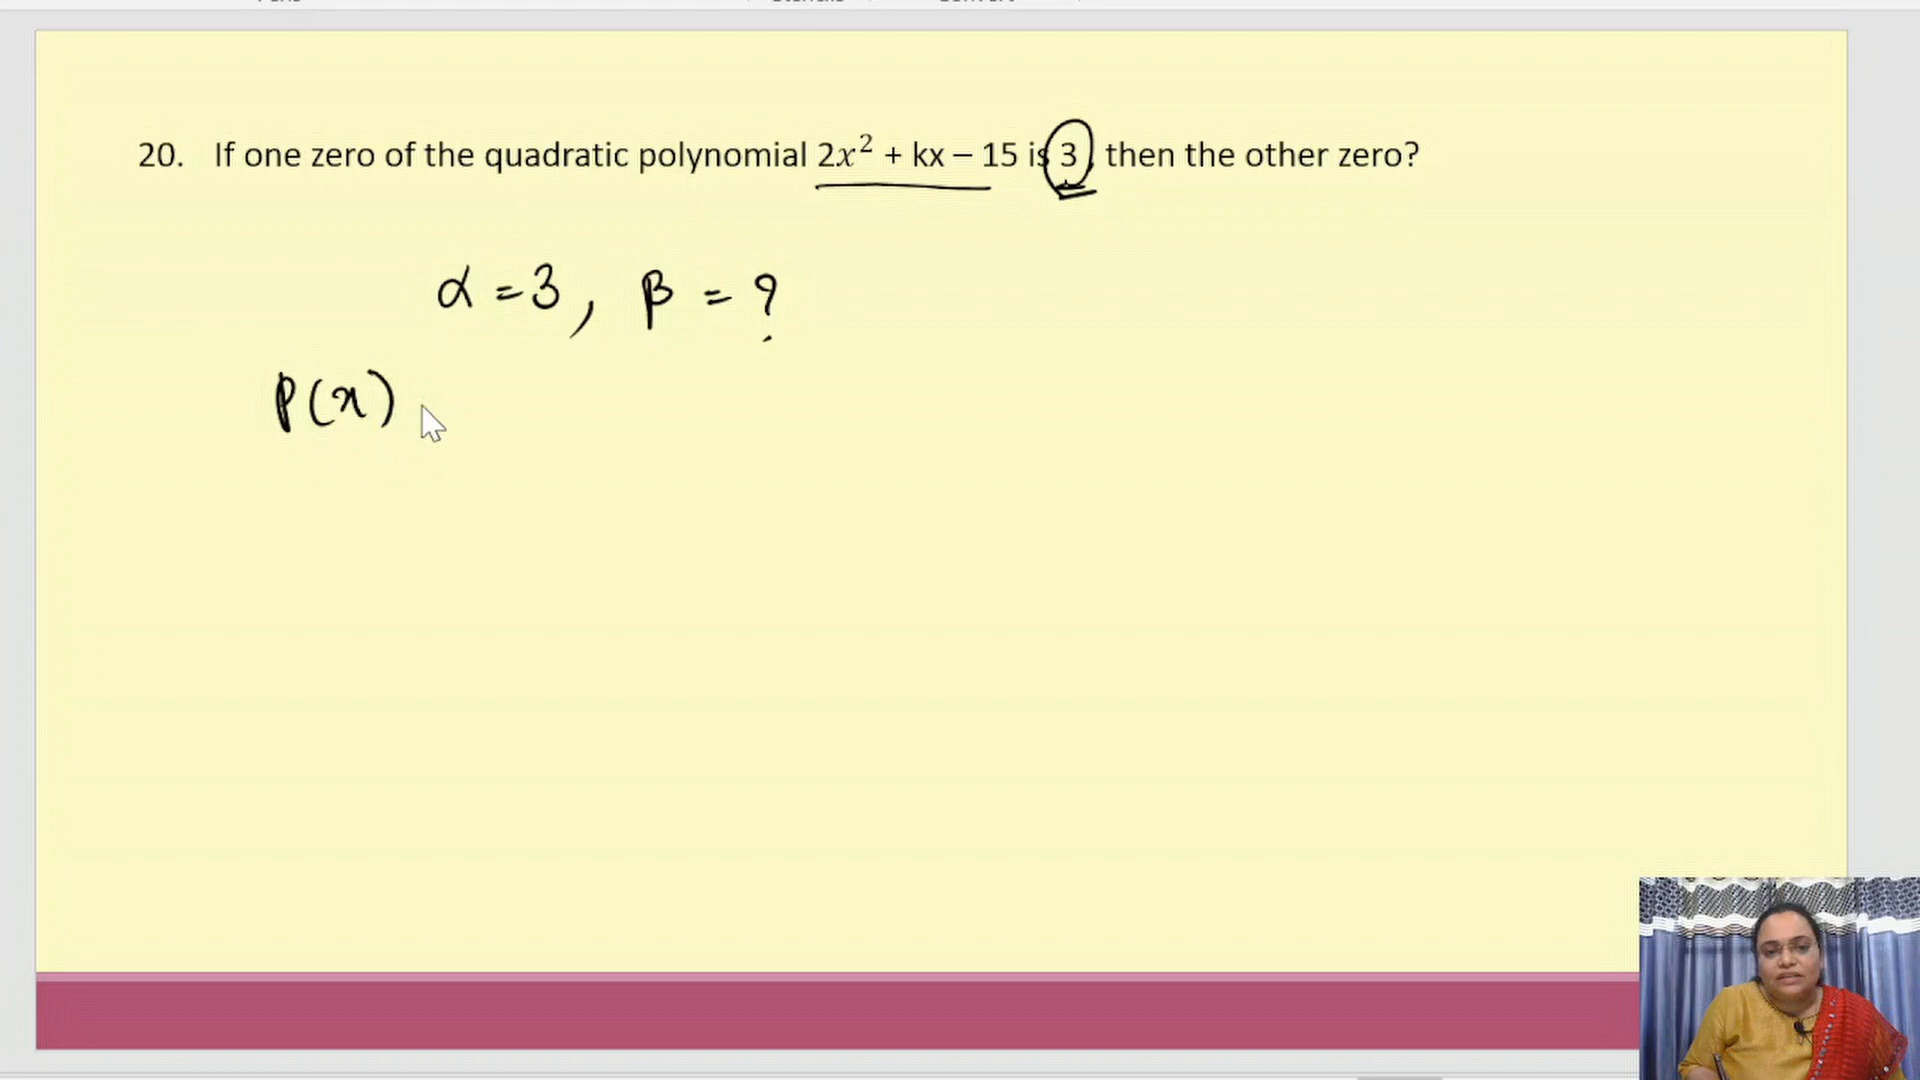 20. If one zero of the quadratic polynomial 2x² + kx – 15 is 3, then the other zero?
α = 3, β = ?
P(x)